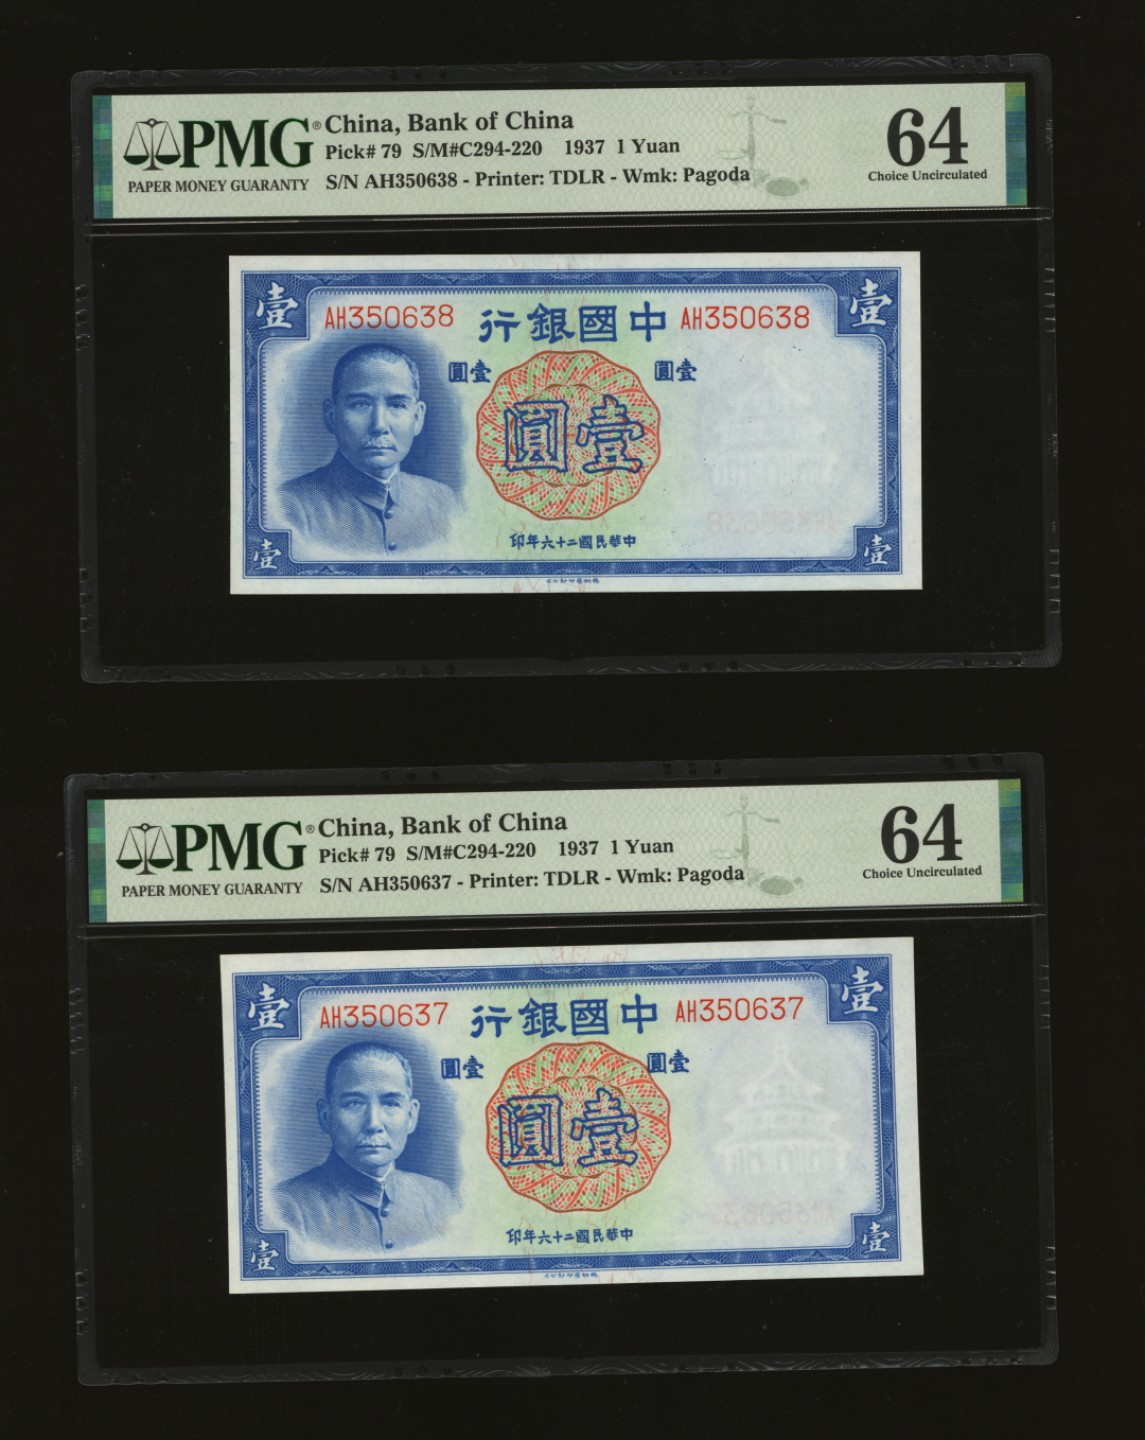 PMG® China, Bank of China 64
Pick# 79 S/M#C294-220 1937 1 Yuan
PAPER MONEY GUARANTY S/N AH350638 - Printer: TDLR - Wmk: Pagoda Choice Uncirculated
壹 壹
AH350638 行銀國中 AH350638
圓壹 圓壹
圓壹
印年六十二國民華中
壹 壹
PMG® China, Bank of China 64
Pick# 79 S/M#C294-220 1937 1 Yuan
PAPER MONEY GUARANTY S/N AH350637 - Printer: TDLR - Wmk: Pagoda Choice Uncirculated
壹 壹
AH350637 行銀國中 AH350637
圓壹 圓壹
圓壹
印年六十二國民華中
壹 壹